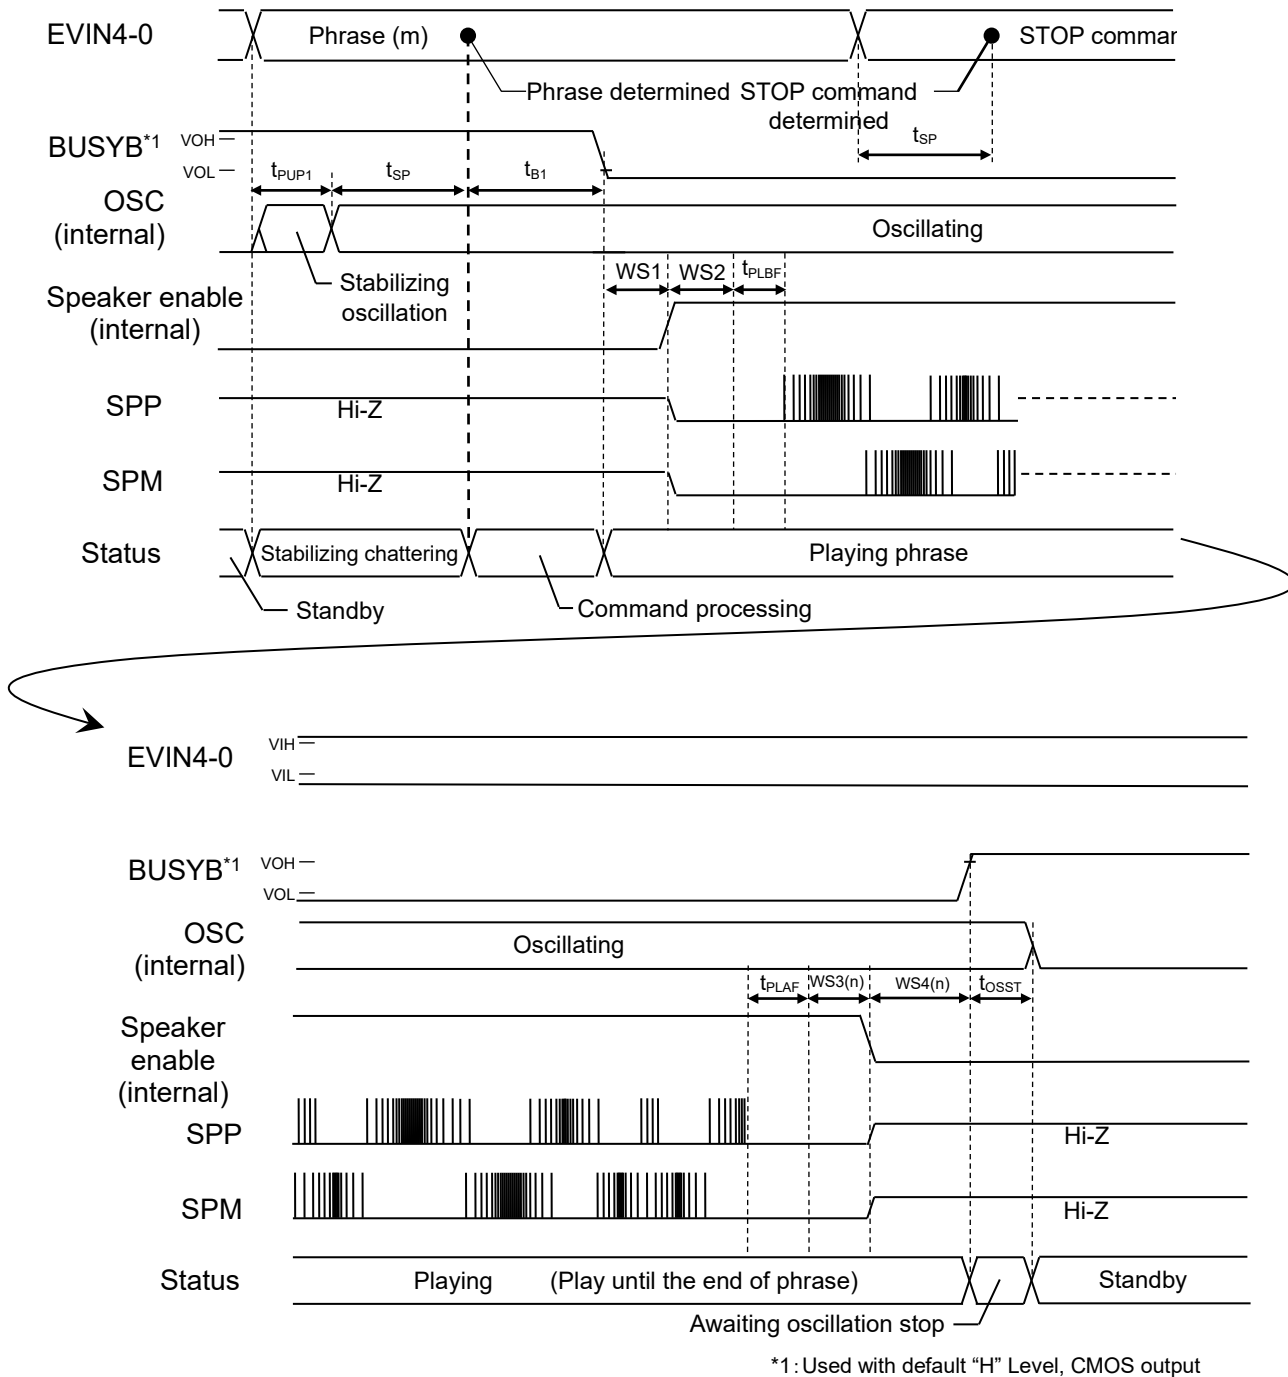 EVIN4-0
Phrase (m)
STOP commar
Phrase determined
STOP command
determined
tSP
BUSYB*1
VOH
VOL
tPUP1
tSP
tB1
OSC
(internal)
Oscillating
Stabilizing
oscillation
WS1
WS2
tPLBF
Speaker enable
(internal)
SPP
Hi-Z
SPM
Hi-Z
Status
Stabilizing chattering
Playing phrase
Standby
Command processing
EVIN4-0
VIH
VIL
BUSYB*1
VOH
VOL
OSC
(internal)
Oscillating
tPLAF
WS3(n)
WS4(n)
tOSST
Speaker
enable
(internal)
SPP
Hi-Z
SPM
Hi-Z
Status
Playing
(Play until the end of phrase)
Standby
Awaiting oscillation stop
*1:Used with default “H” Level, CMOS output